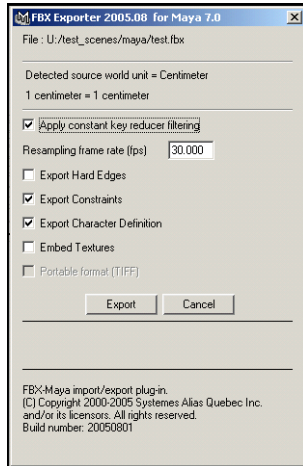 FBX Exporter 2005.08 for Maya 7.0
File : U:/test_scenes/maya/test.fbx
Detected source world unit = Centimeter
1 centimeter = 1 centimeter
Apply constant key reducer filtering
Resampling frame rate (fps) 30.000
Export Hard Edges
Export Constraints
Export Character Definition
Embed Textures
Portable format (TIFF)
Export Cancel
FBX-Maya import/export plug-in.
(C) Copyright 2000-2005 Systemes Alias Quebec Inc.
and/or its licensors. All rights reserved.
Build number: 20050801